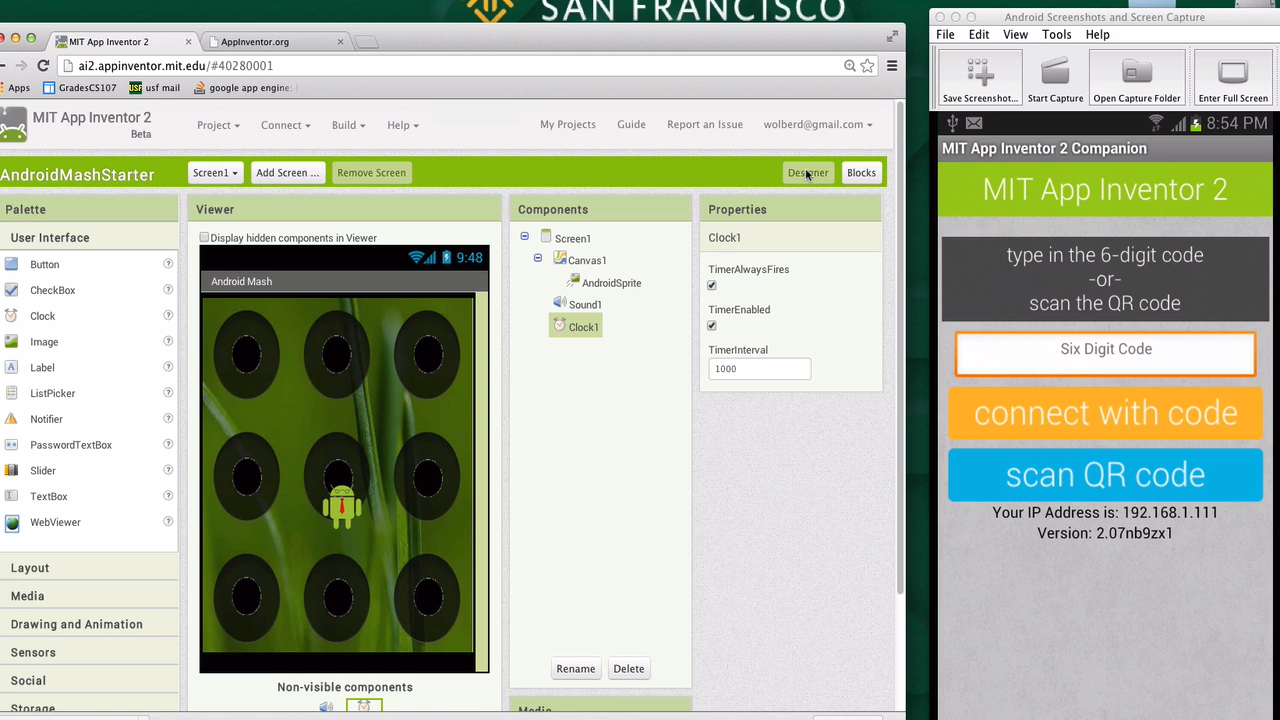 SAN FRANCISCO
MIT App Inventor 2
AppInventor.org
ai2.appinventor.mit.edu/#40280001
Apps
GradesCS107
usf mail
google app engine:
MIT App Inventor 2
Beta
Project
Connect
Build
Help
My Projects
Guide
Report an Issue
wolberd@gmail.com
AndroidMashStarter
Screen1
Add Screen ...
Remove Screen
Designer
Blocks
Palette
User Interface
Button
?
CheckBox
?
Clock
?
Image
?
Label
?
ListPicker
?
Notifier
?
PasswordTextBox
?
Slider
?
TextBox
?
WebViewer
?
Layout
Media
Drawing and Animation
Sensors
Social
Storage
Viewer
Display hidden components in Viewer
9:48
Android Mash
Non-visible components
Components
Screen1
Canvas1
AndroidSprite
Sound1
Clock1
Rename
Delete
Media
Properties
Clock1
TimerAlwaysFires
TimerEnabled
TimerInterval
1000
Android Screenshots and Screen Capture
File
Edit
View
Tools
Help
Save Screenshot...
Start Capture
Open Capture Folder
Enter Full Screen
8:54 PM
MIT App Inventor 2 Companion
MIT App Inventor 2
type in the 6-digit code
-or-
scan the QR code
Six Digit Code
connect with code
scan QR code
Your IP Address is: 192.168.1.111
Version: 2.07nb9zx1